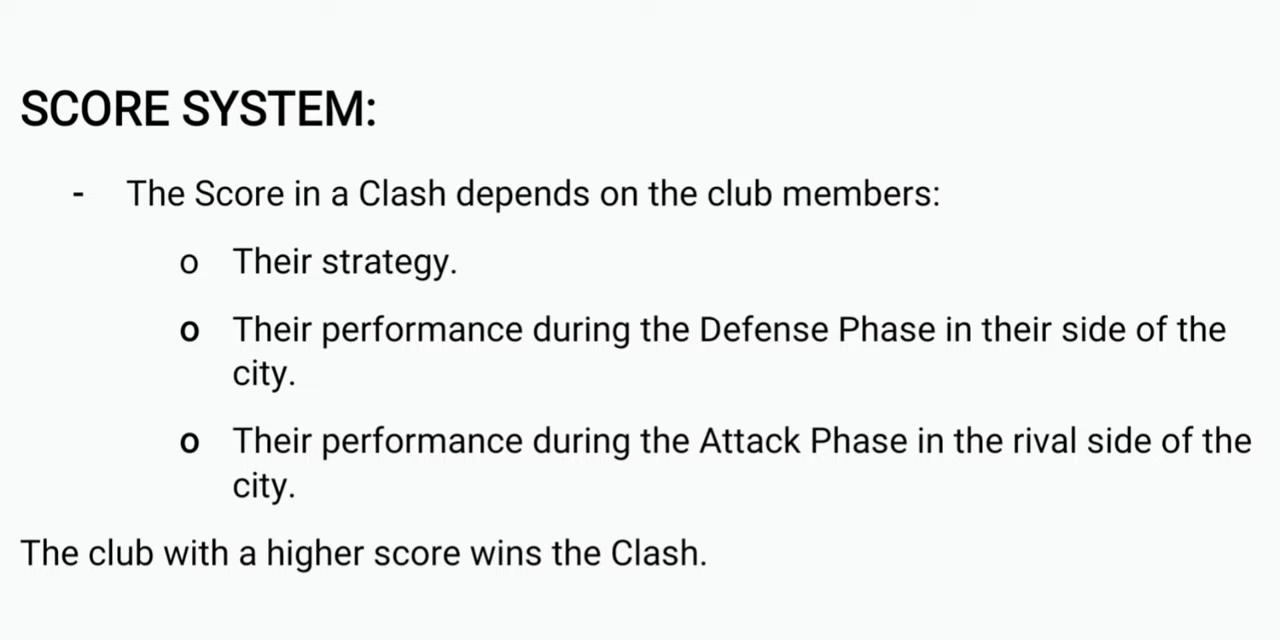 SCORE SYSTEM:
- The Score in a Clash depends on the club members:
o Their strategy.
o Their performance during the Defense Phase in their side of the
city.
o Their performance during the Attack Phase in the rival side of the
city.
The club with a higher score wins the Clash.